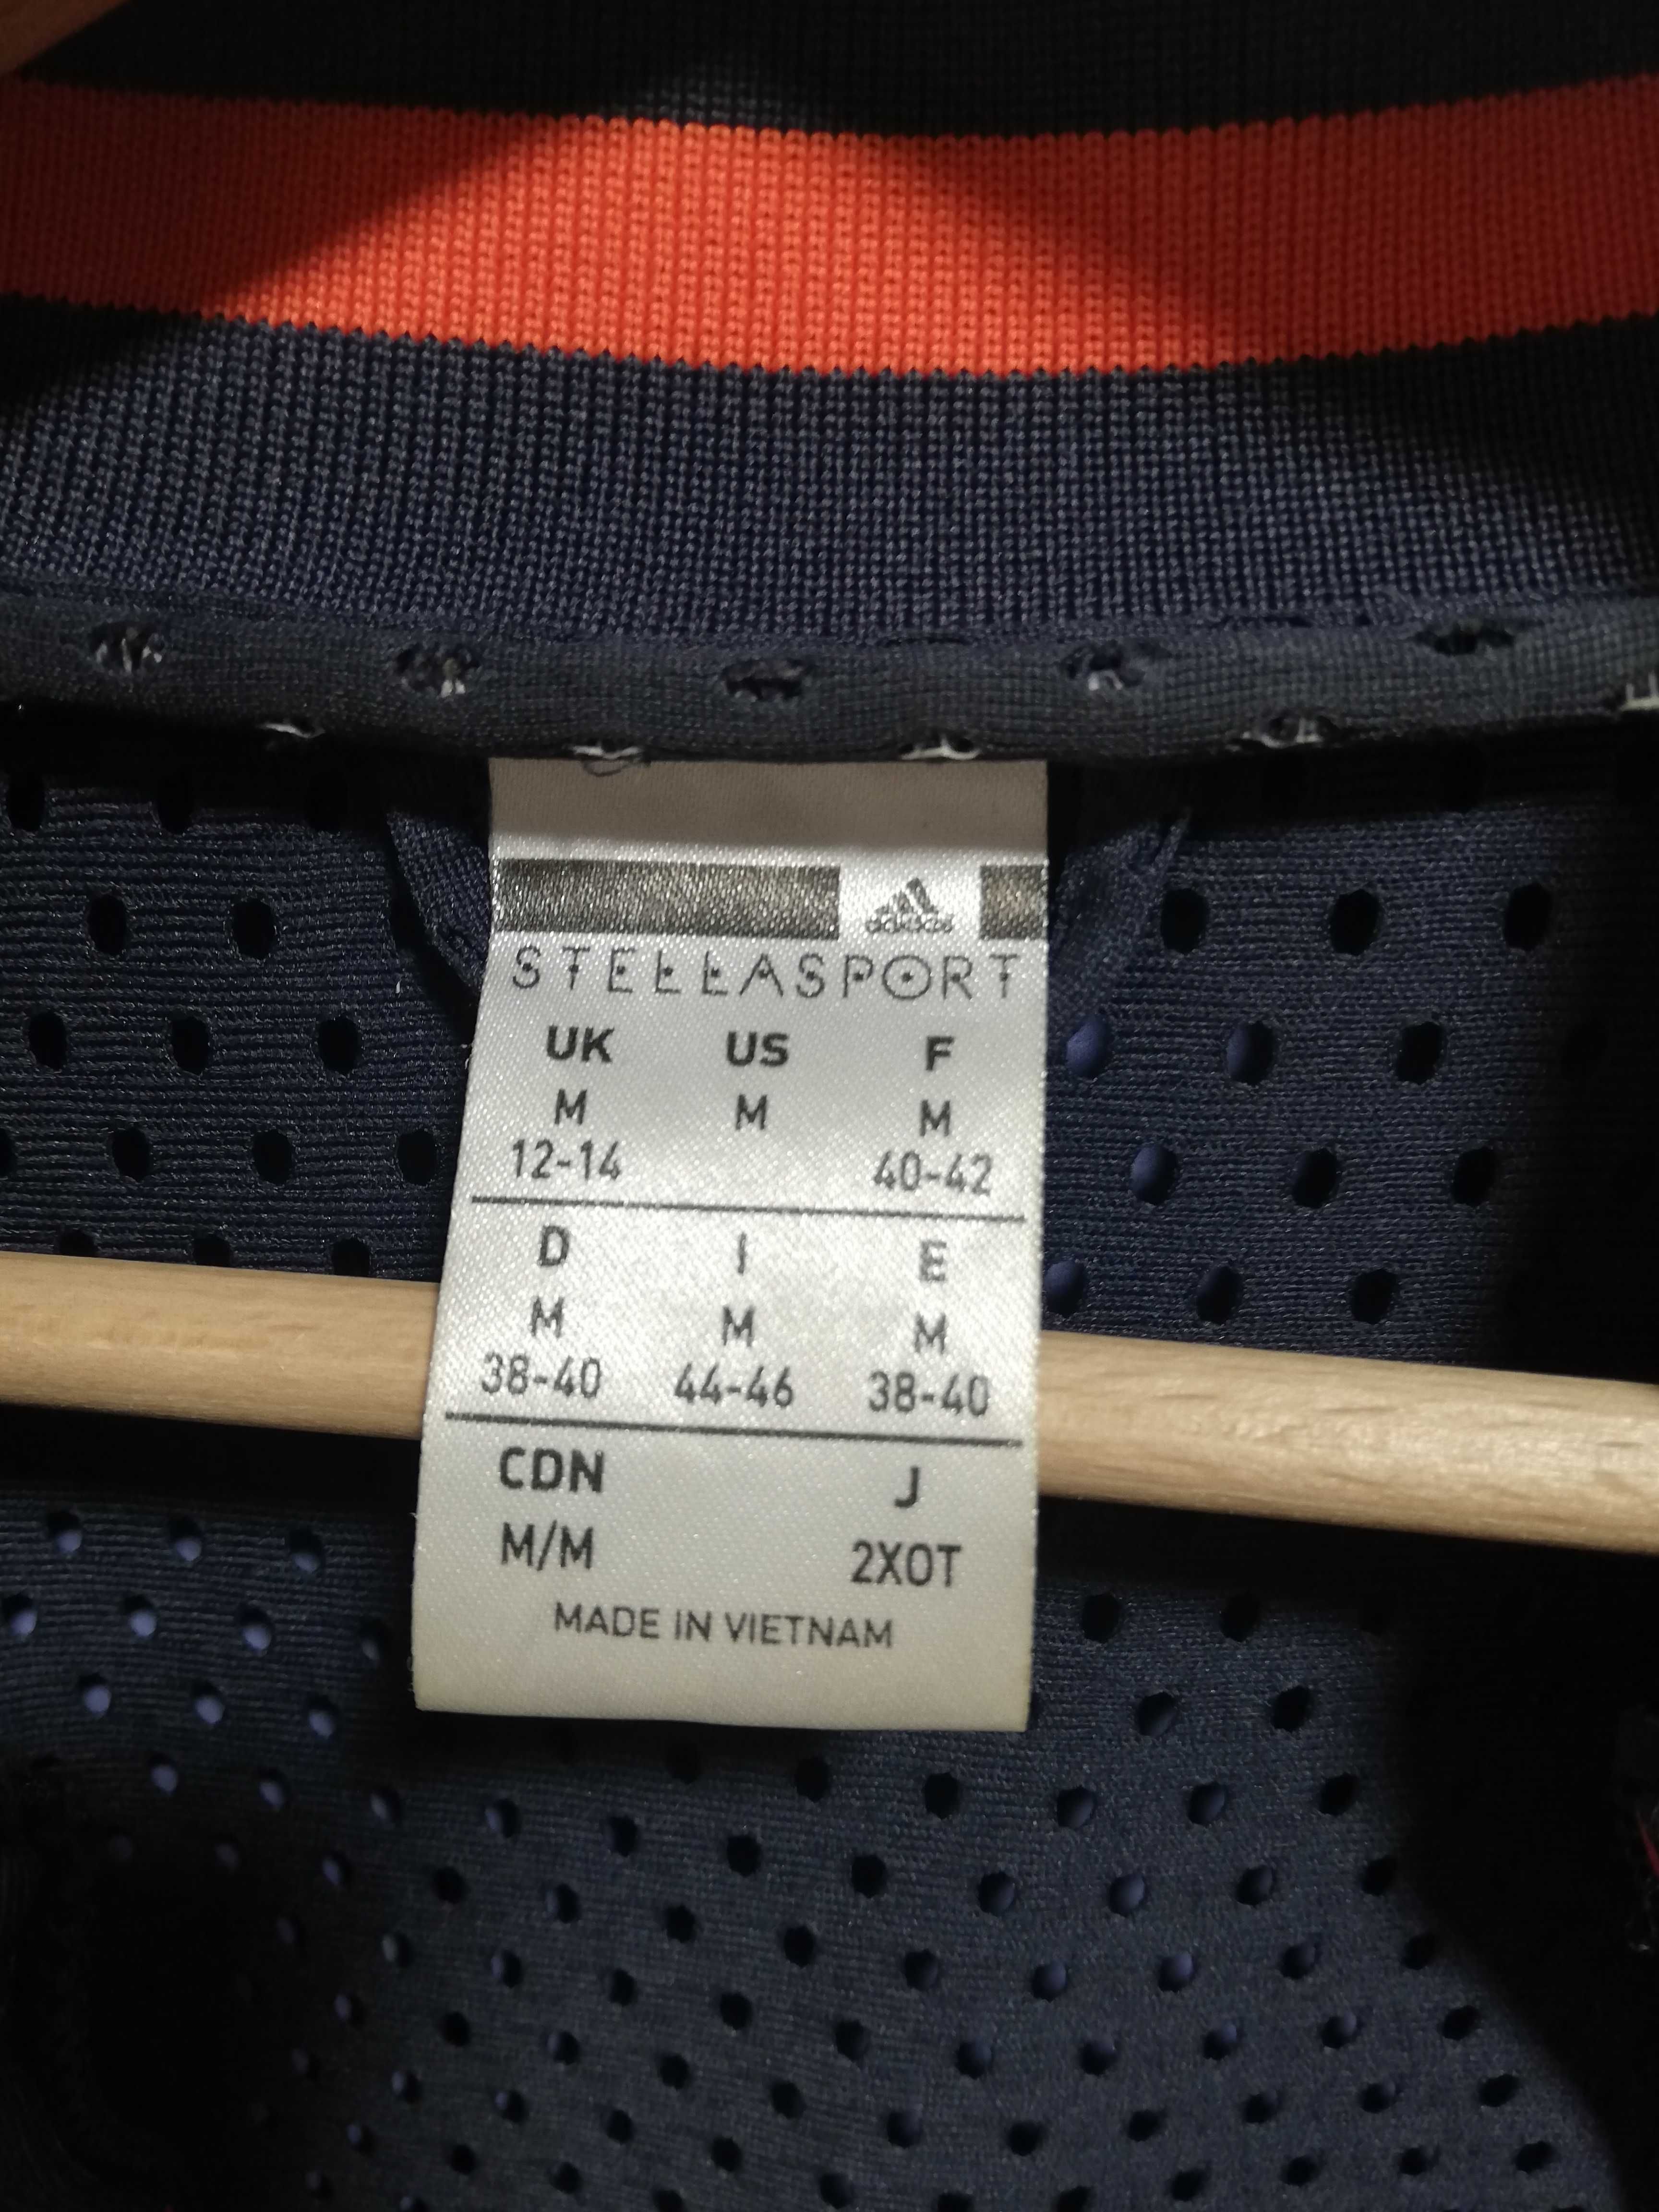 adidas
STELLASPORT
UK US F
M M M
12-14 40-42
D I E
M M M
38-40 44-46 38-40
CDN J
M/M 2XOT
MADE IN VIETNAM